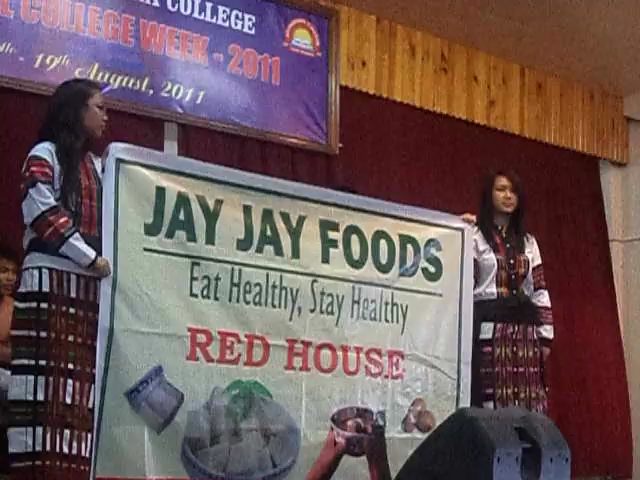 COLLEGE
COLLEGE WEEK - 2011
- 19th August, 2011
JAY JAY FOODS
Eat Healthy, Stay Healthy
RED HOUSE